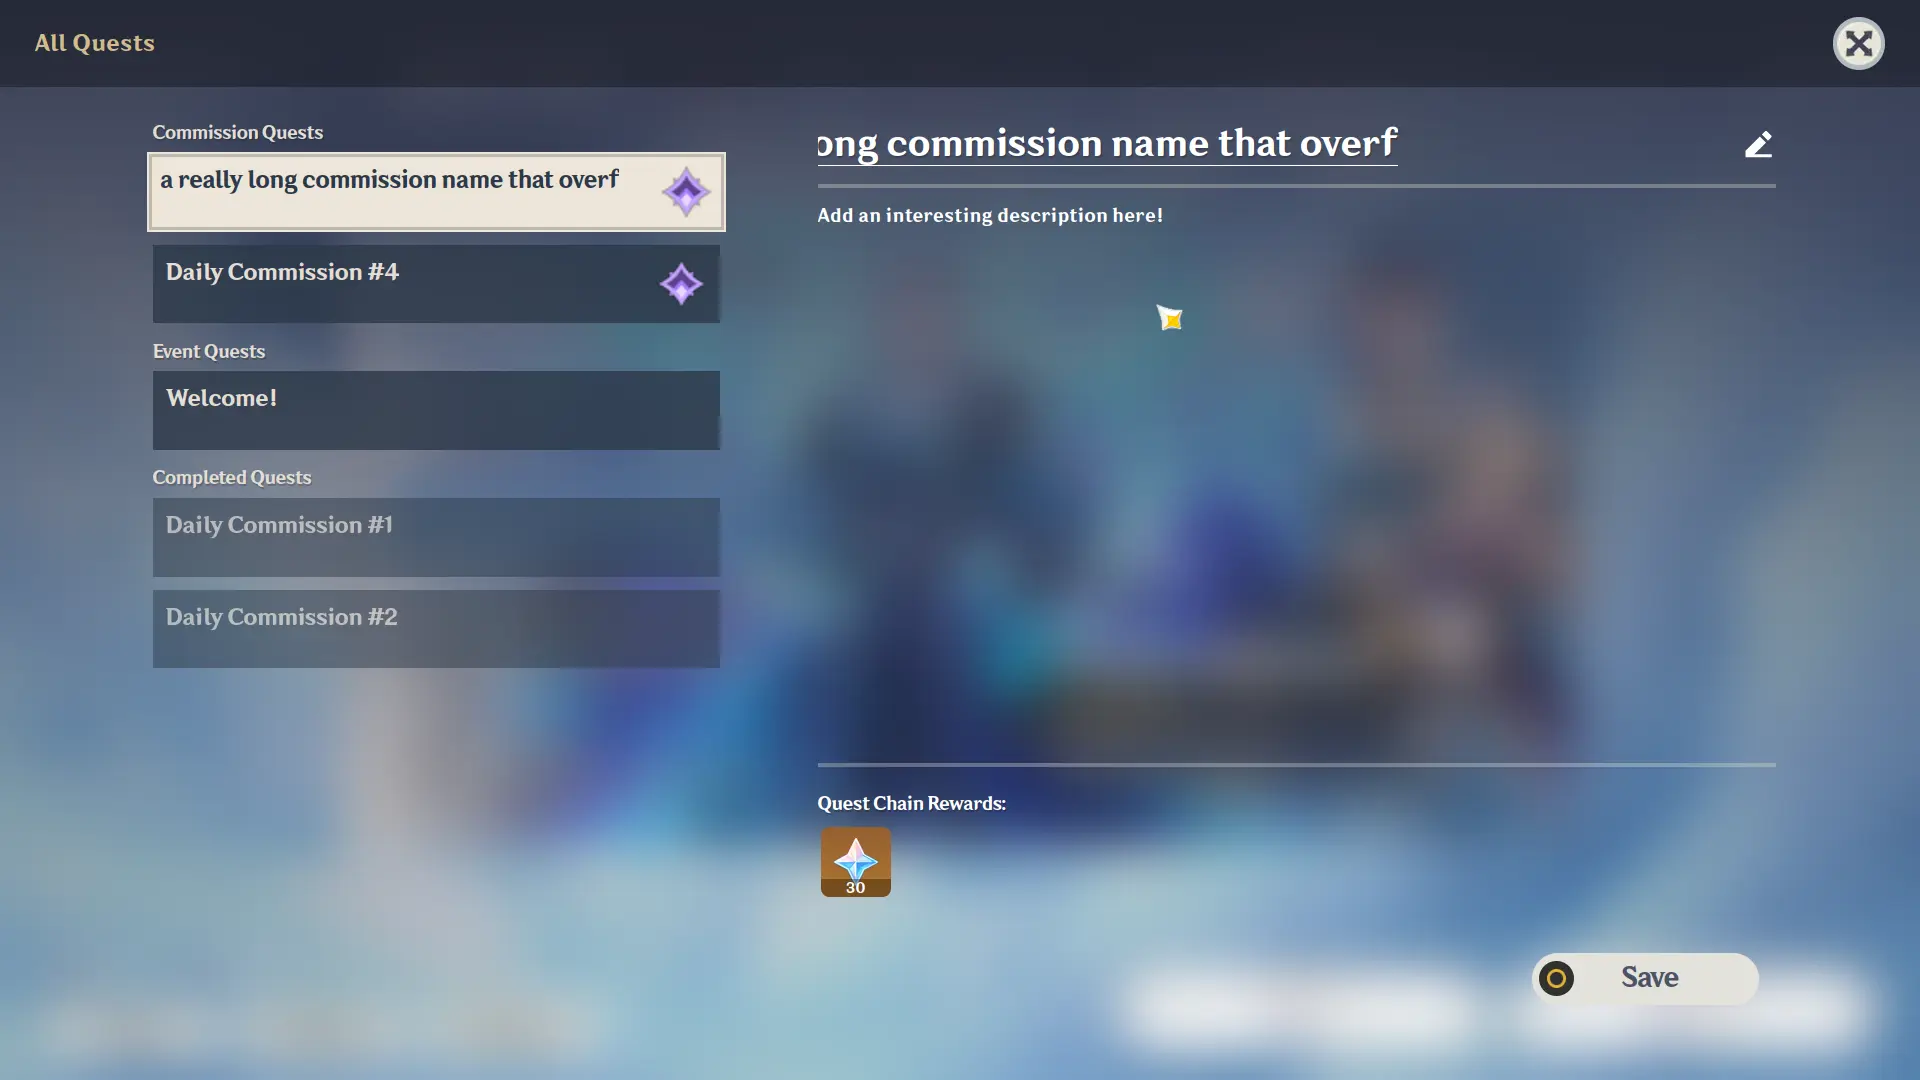 All Quests
Commission Quests
a really long commission name that overf
Daily Commission #4
Event Quests
Welcome!
Completed Quests
Daily Commission #1
Daily Commission #2
ong commission name that overf
Add an interesting description here!
Quest Chain Rewards:
30
Save